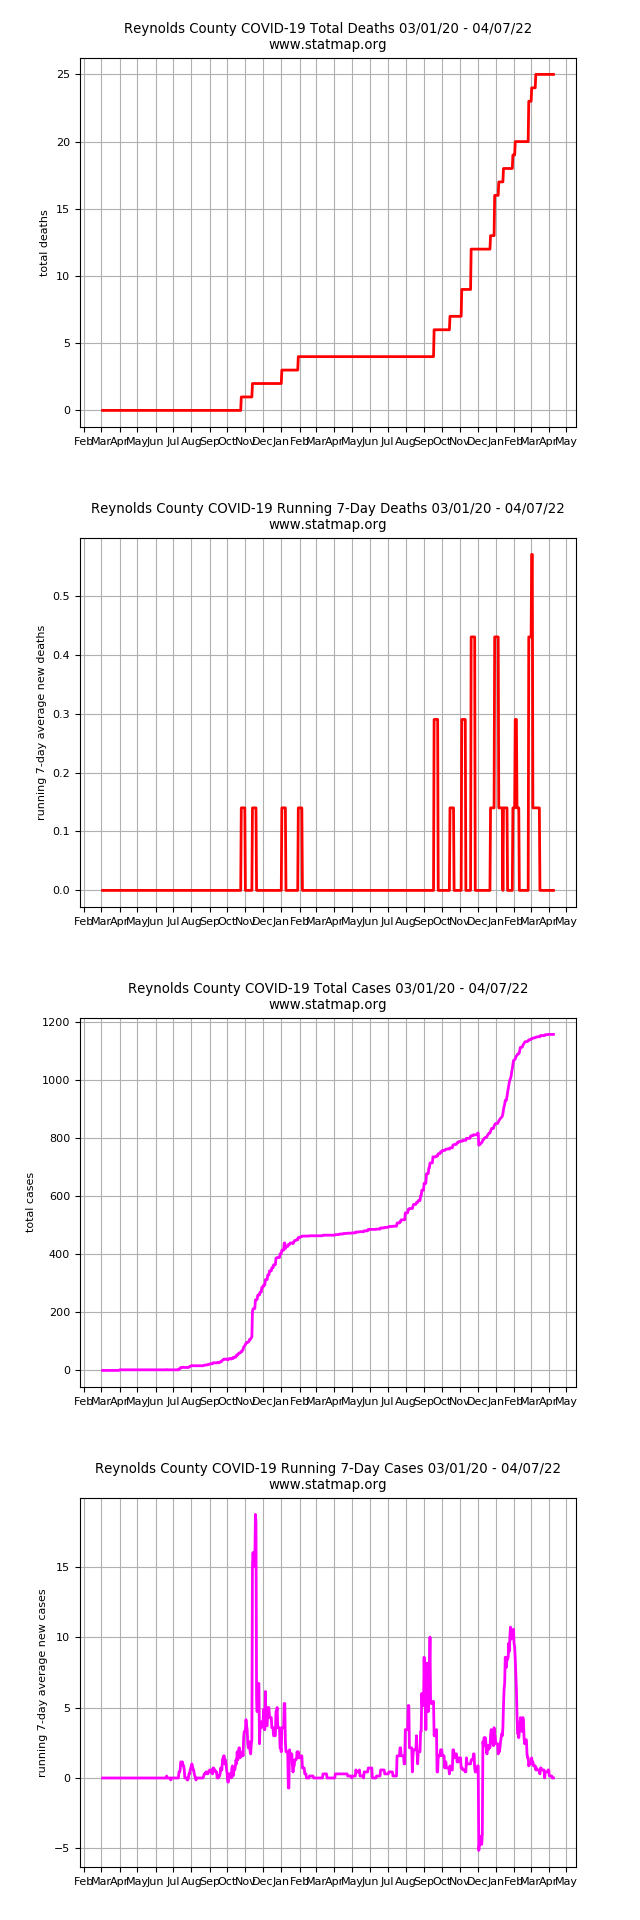 Reynolds County COVID-19 Total Deaths 03/01/20 - 04/07/22
www.statmap.org
25
20
15
10
5
0
total deaths
Feb Mar Apr May Jun Jul Aug Sep Oct Nov Dec Jan Feb Mar Apr May Jun Jul Aug Sep Oct Nov Dec Jan Feb Mar Apr May
Reynolds County COVID-19 Running 7-Day Deaths 03/01/20 - 04/07/22
www.statmap.org
0.5
0.4
0.3
0.2
0.1
0.0
running 7-day average new deaths
Feb Mar Apr May Jun Jul Aug Sep Oct Nov Dec Jan Feb Mar Apr May Jun Jul Aug Sep Oct Nov Dec Jan Feb Mar Apr May
Reynolds County COVID-19 Total Cases 03/01/20 - 04/07/22
www.statmap.org
1200
1000
800
600
400
200
0
total cases
Feb Mar Apr May Jun Jul Aug Sep Oct Nov Dec Jan Feb Mar Apr May Jun Jul Aug Sep Oct Nov Dec Jan Feb Mar Apr May
Reynolds County COVID-19 Running 7-Day Cases 03/01/20 - 04/07/22
www.statmap.org
15
10
5
0
−5
running 7-day average new cases
Feb Mar Apr May Jun Jul Aug Sep Oct Nov Dec Jan Feb Mar Apr May Jun Jul Aug Sep Oct Nov Dec Jan Feb Mar Apr May